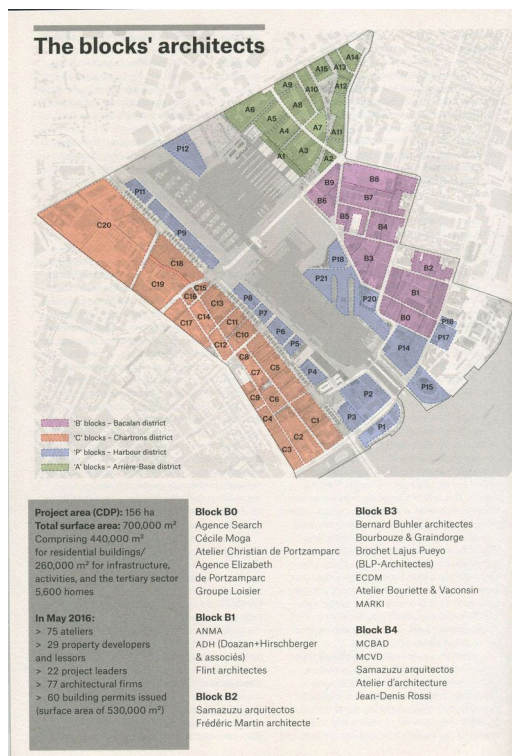 The blocks' architects
A14
A15
A13
A9
A10
A12
A6
A8
A5
A7
A4
A11
A3
A1
A2
P12
B9
B8
B6
B7
P11
B5
B4
C20
P9
P18
B3
B2
C18
P21
C19
P20
B1
C15
C16
P8
C13
C17
C14
P7
B0
C11
P6
P16
C12
C10
P17
P5
P14
C8
C5
C7
P4
P15
C9
C6
P2
C4
C1
P3
C2
P1
C3
'B' blocks – Bacalan district
'C' blocks – Chartrons district
'P' blocks – Harbour district
'A' blocks – Arrière-Base district
Project area (CDP): 156 ha
Total surface area: 700,000 m²
Comprising 440,000 m²
for residential buildings/
260,000 m² for infrastructure,
activities, and the tertiary sector
5,600 homes
In May 2016:
> 75 ateliers
> 29 property developers
and lessors
> 22 project leaders
> 77 architectural firms
> 60 building permits issued
(surface area of 530,000 m²)
Block B0
Agence Search
Cécile Moga
Atelier Christian de Portzamparc
Agence Elizabeth
de Portzamparc
Groupe Loisier
Block B1
ANMA
ADH (Doazan+Hirschberger
& associés)
Flint architectes
Block B2
Samazuzu arquitectos
Frédéric Martin architecte
Block B3
Bernard Buhler architectes
Bourbouze & Graindorge
Brochet Lajus Pueyo
(BLP-Architectes)
ECDM
Atelier Bouriette & Vaconsin
MARKI
Block B4
MCBAD
MCVD
Samazuzu arquitectos
Atelier d'architecture
Jean-Denis Rossi